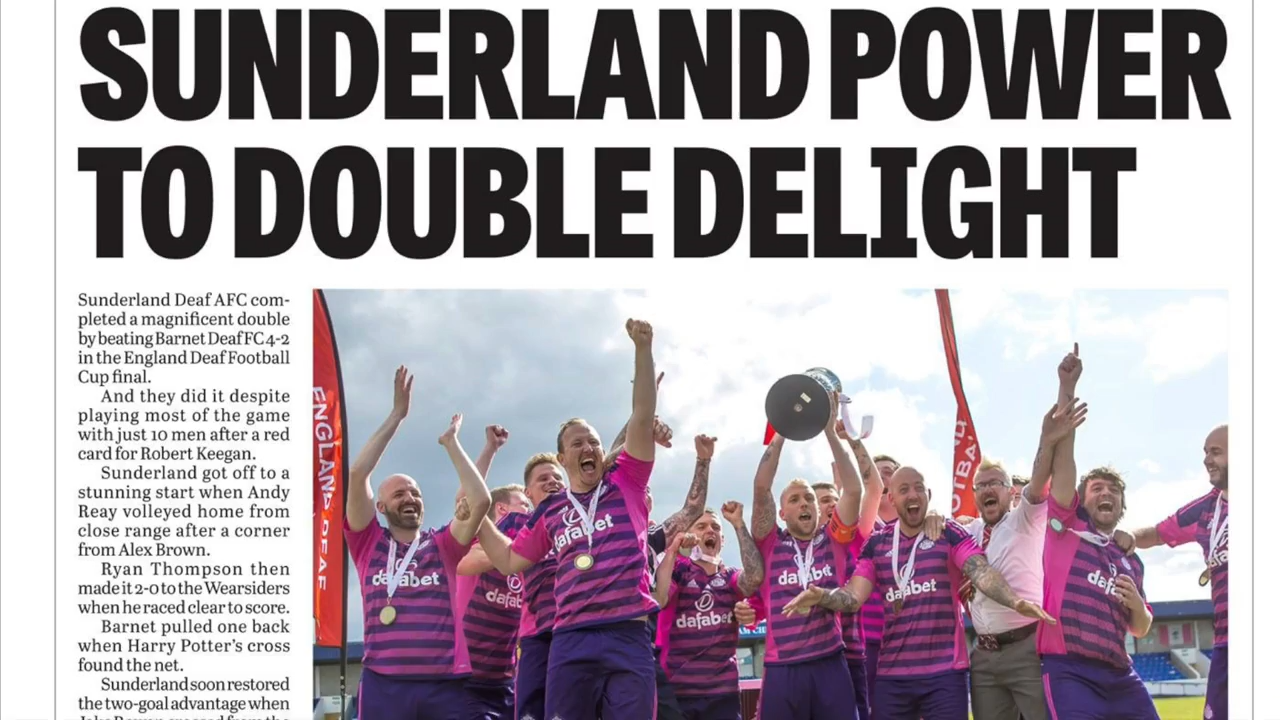 SUNDERLAND POWER
TO DOUBLE DELIGHT
Sunderland Deaf AFC com-
pleted a magnificent double
by beating Barnet Deaf FC 4-2
in the England Deaf Football
Cup final.
And they did it despite
playing most of the game
with just 10 men after a red
card for Robert Keegan.
Sunderland got off to a
stunning start when Andy
Reay volleyed home from
close range after a corner
from Alex Brown.
Ryan Thompson then
made it 2-0 to the Wearsiders
when he raced clear to score.
Barnet pulled one back
when Harry Potter's cross
found the net.
Sunderland soon restored
the two-goal advantage when
ENGLAND DEAF
dafabet
dafabet
dafabet
dafabet
dafabet
dafabet